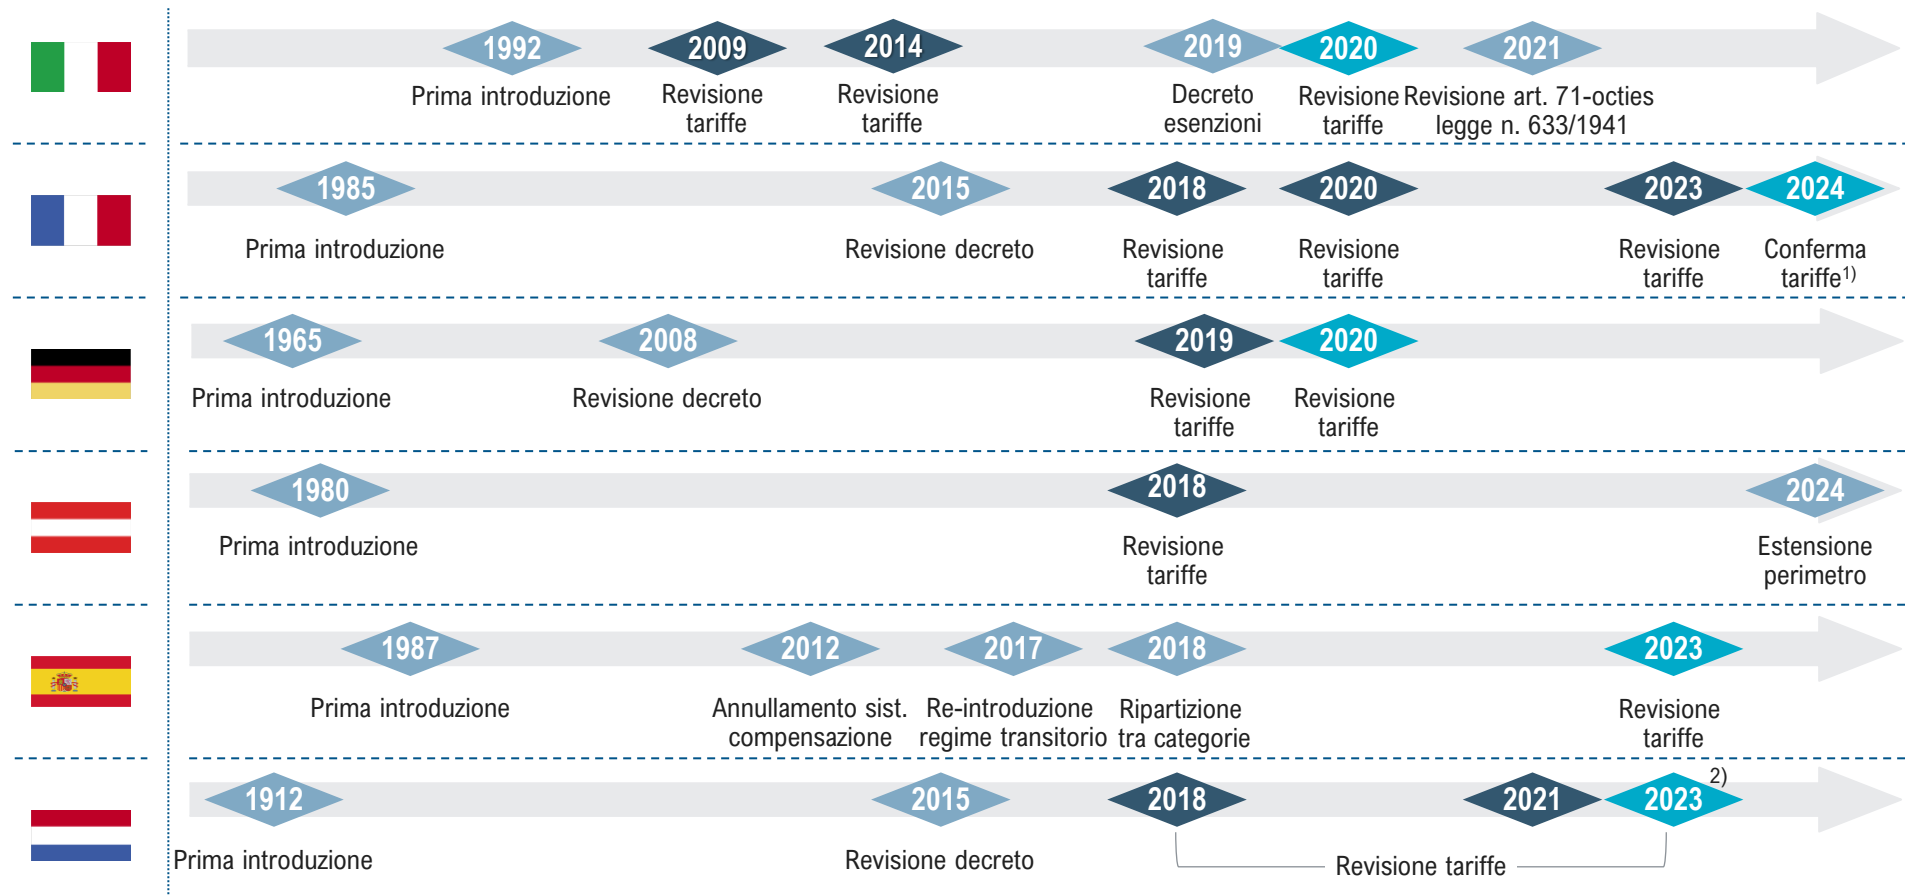 1992 2009 2014 2019 2020 2021
Prima introduzione
Revisione
tariffe
Revisione
tariffe
Decreto
esenzioni
Revisione
tariffe
Revisione art. 71-octies
legge n. 633/1941
1985 2015 2018 2020 2023 2024
Prima introduzione
Revisione decreto
Revisione
tariffe
Revisione
tariffe
Revisione
tariffe
Conferma
tariffe1)
1965 2008 2019 2020
Prima introduzione
Revisione decreto
Revisione
tariffe
Revisione
tariffe
1980 2018 2024
Prima introduzione
Revisione
tariffe
Estensione
perimetro
1987 2012 2017 2018 2023
Prima introduzione
Annullamento sist.
compensazione
Re-introduzione
regime transitorio
Ripartizione
tra categorie
Revisione
tariffe
1912 2015 2018 2021 2023 2)
Prima introduzione
Revisione decreto
Revisione tariffe